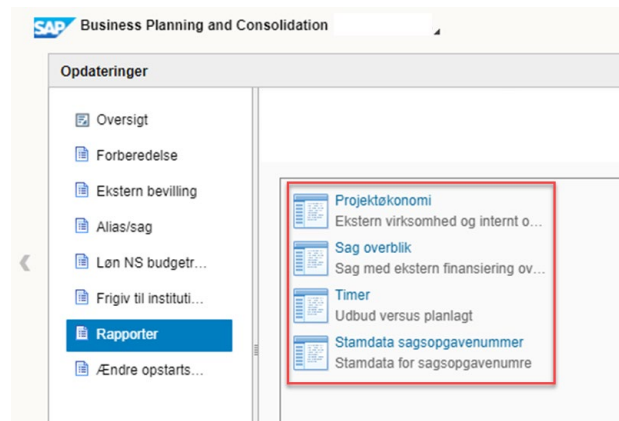 SAP Business Planning and Consolidation
Opdateringer
Oversigt
Forberedelse
Ekstern bevilling
Alias/sag
Løn NS budgetr...
Frigiv til instituti...
Rapporter
Ændre opstarts...
Projektøkonomi
Ekstern virksomhed og internt o...
Sag overblik
Sag med ekstern finansiering ov...
Timer
Udbud versus planlagt
Stamdata sagsopgavenummer
Stamdata for sagsopgavenumre